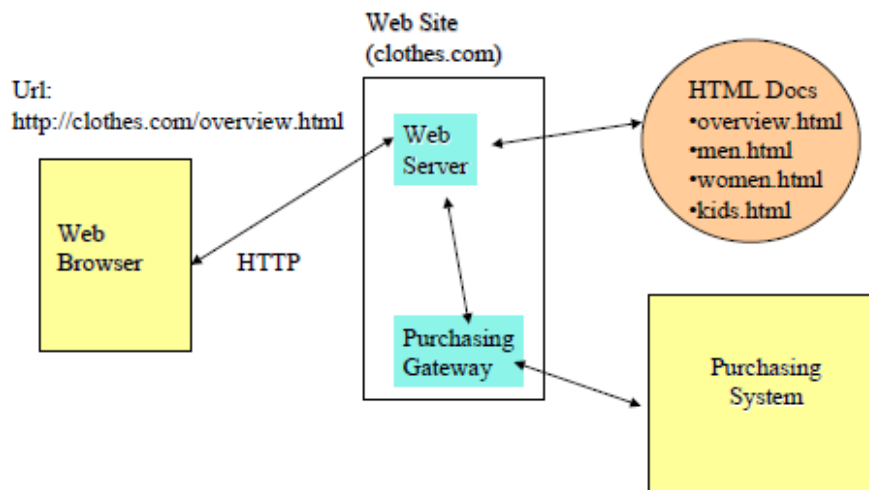 Web Site
(clothes.com)
Url:
http://clothes.com/overview.html
Web
Browser
HTTP
Web
Server
Purchasing
Gateway
HTML Docs
•overview.html
•men.html
•women.html
•kids.html
Purchasing
System